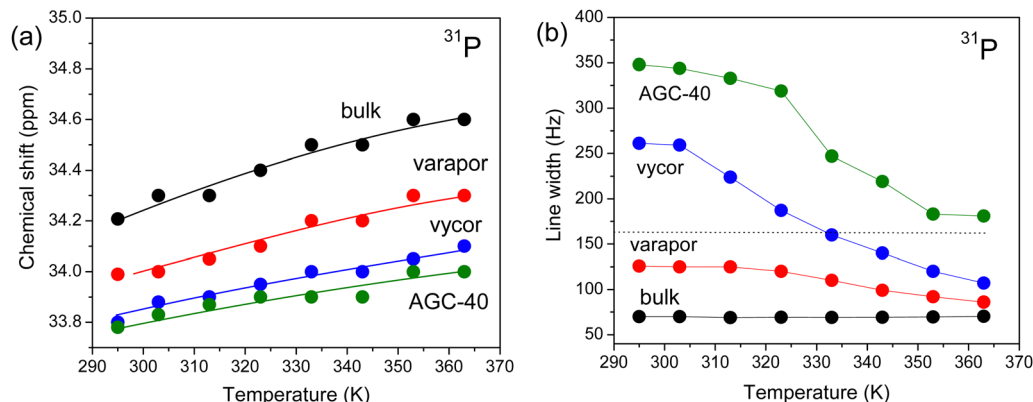 (a)
³¹P
35.0
34.8
34.6
34.4
34.2
34.0
33.8
Chemical shift (ppm)
bulk
varapor
vycor
AGC-40
290 300 310 320 330 340 350 360 370
Temperature (K)
(b)
³¹P
400
350
300
250
200
150
100
50
Line width (Hz)
AGC-40
vycor
varapor
bulk
290 300 310 320 330 340 350 360 370
Temperature (K)